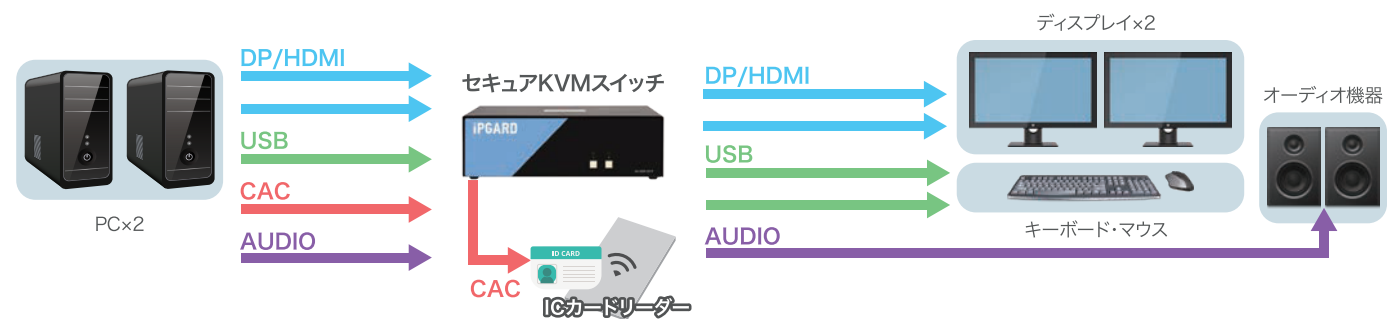 PC×2
DP/HDMI
USB
CAC
AUDIO
セキュアKVMスイッチ
iPGARD
CAC
ID CARD
ICカードリーダー
DP/HDMI
USB
AUDIO
ディスプレイ×2
キーボード・マウス
オーディオ機器